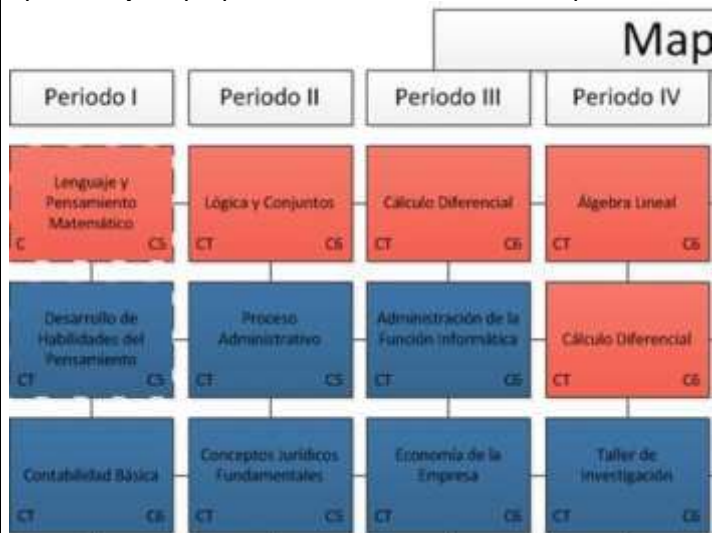 Map
Periodo I
Periodo II
Periodo III
Periodo IV
Lenguaje y
Pensamiento
Matemático
C C5
Lógica y Conjuntos
CT C6
Cálculo Diferencial
CT C6
Álgebra Lineal
CT C6
Desarrollo de
Habilidades del
Pensamiento
CT C5
Proceso
Administrativo
CT C5
Administración de la
Función Informática
CT C6
Cálculo Diferencial
CT C6
Contabilidad Básica
CT C6
Conceptos Jurídicos
Fundamentales
CT C5
Economía de la
Empresa
CT C6
Taller de
Investigación
CT C6